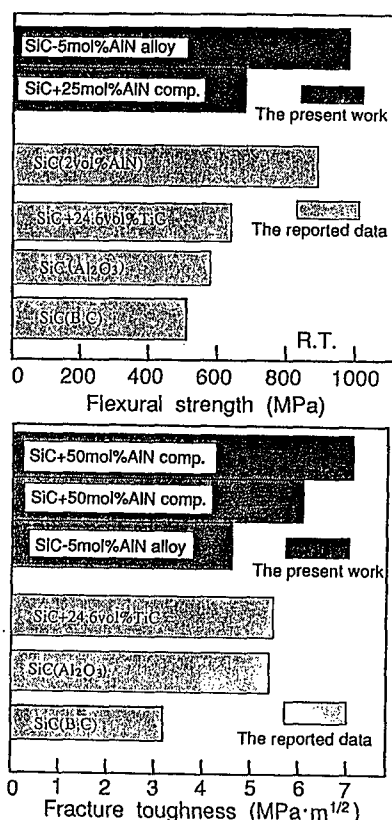 SiC-5mol%AlN alloy
SiC+25mol%AlN comp.
The present work
SiC(2vol%AlN)
SiC+24.6vol%TiC
The reported data
SiC(Al₂O₃)
SiC(B,C)
R.T.
0 200 400 600 800 1000
Flexural strength (MPa)
SiC+50mol%AlN comp.
SiC+50mol%AlN comp.
SiC-5mol%AlN alloy
The present work
SiC+24.6vol%TiC
SiC(Al₂O₃)
SiC(B,C)
The reported data
0 1 2 3 4 5 6 7
Fracture toughness (MPa·m^1/2)